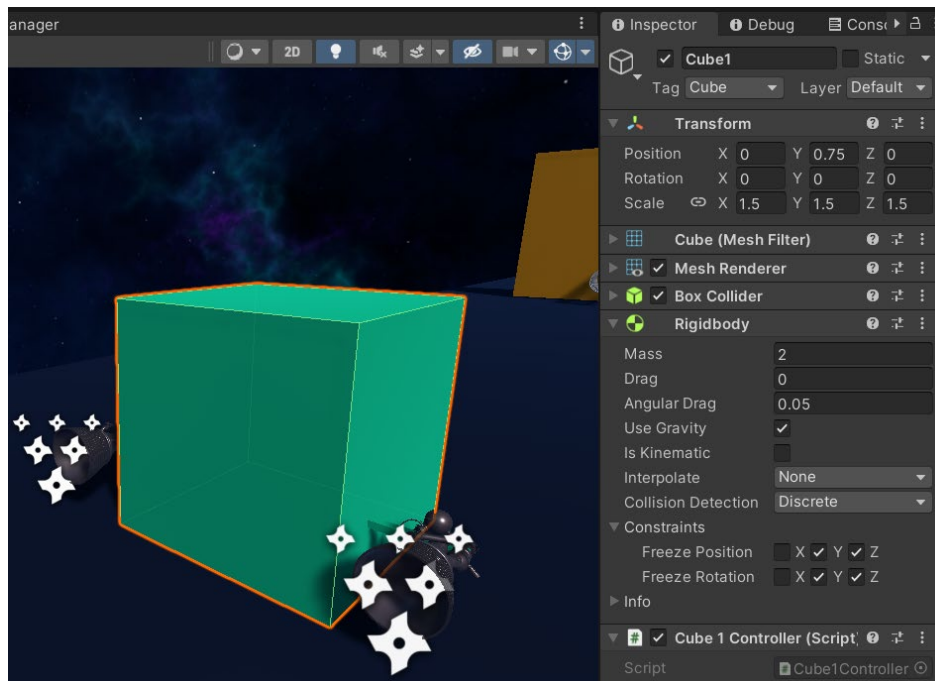 anager
Inspector Debug Conso
2D
Cube1 Static
Tag Cube Layer Default
Transform
Position X 0 Y 0.75 Z 0
Rotation X 0 Y 0 Z 0
Scale X 1.5 Y 1.5 Z 1.5
Cube (Mesh Filter)
Mesh Renderer
Box Collider
Rigidbody
Mass 2
Drag 0
Angular Drag 0.05
Use Gravity
Is Kinematic
Interpolate None
Collision Detection Discrete
Constraints
Freeze Position X Y Z
Freeze Rotation X Y Z
Info
# Cube 1 Controller (Script)
Script # Cube1Controller